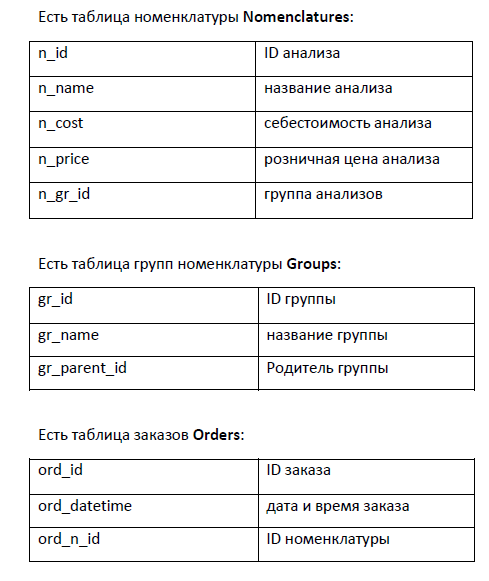 Есть таблица номенклатуры Nomenclatures:
n_id ID анализа
n_name название анализа
n_cost себестоимость анализа
n_price розничная цена анализа
n_gr_id группа анализов
Есть таблица групп номенклатуры Groups:
gr_id ID группы
gr_name название группы
gr_parent_id Родитель группы
Есть таблица заказов Orders:
ord_id ID заказа
ord_datetime дата и время заказа
ord_n_id ID номенклатуры